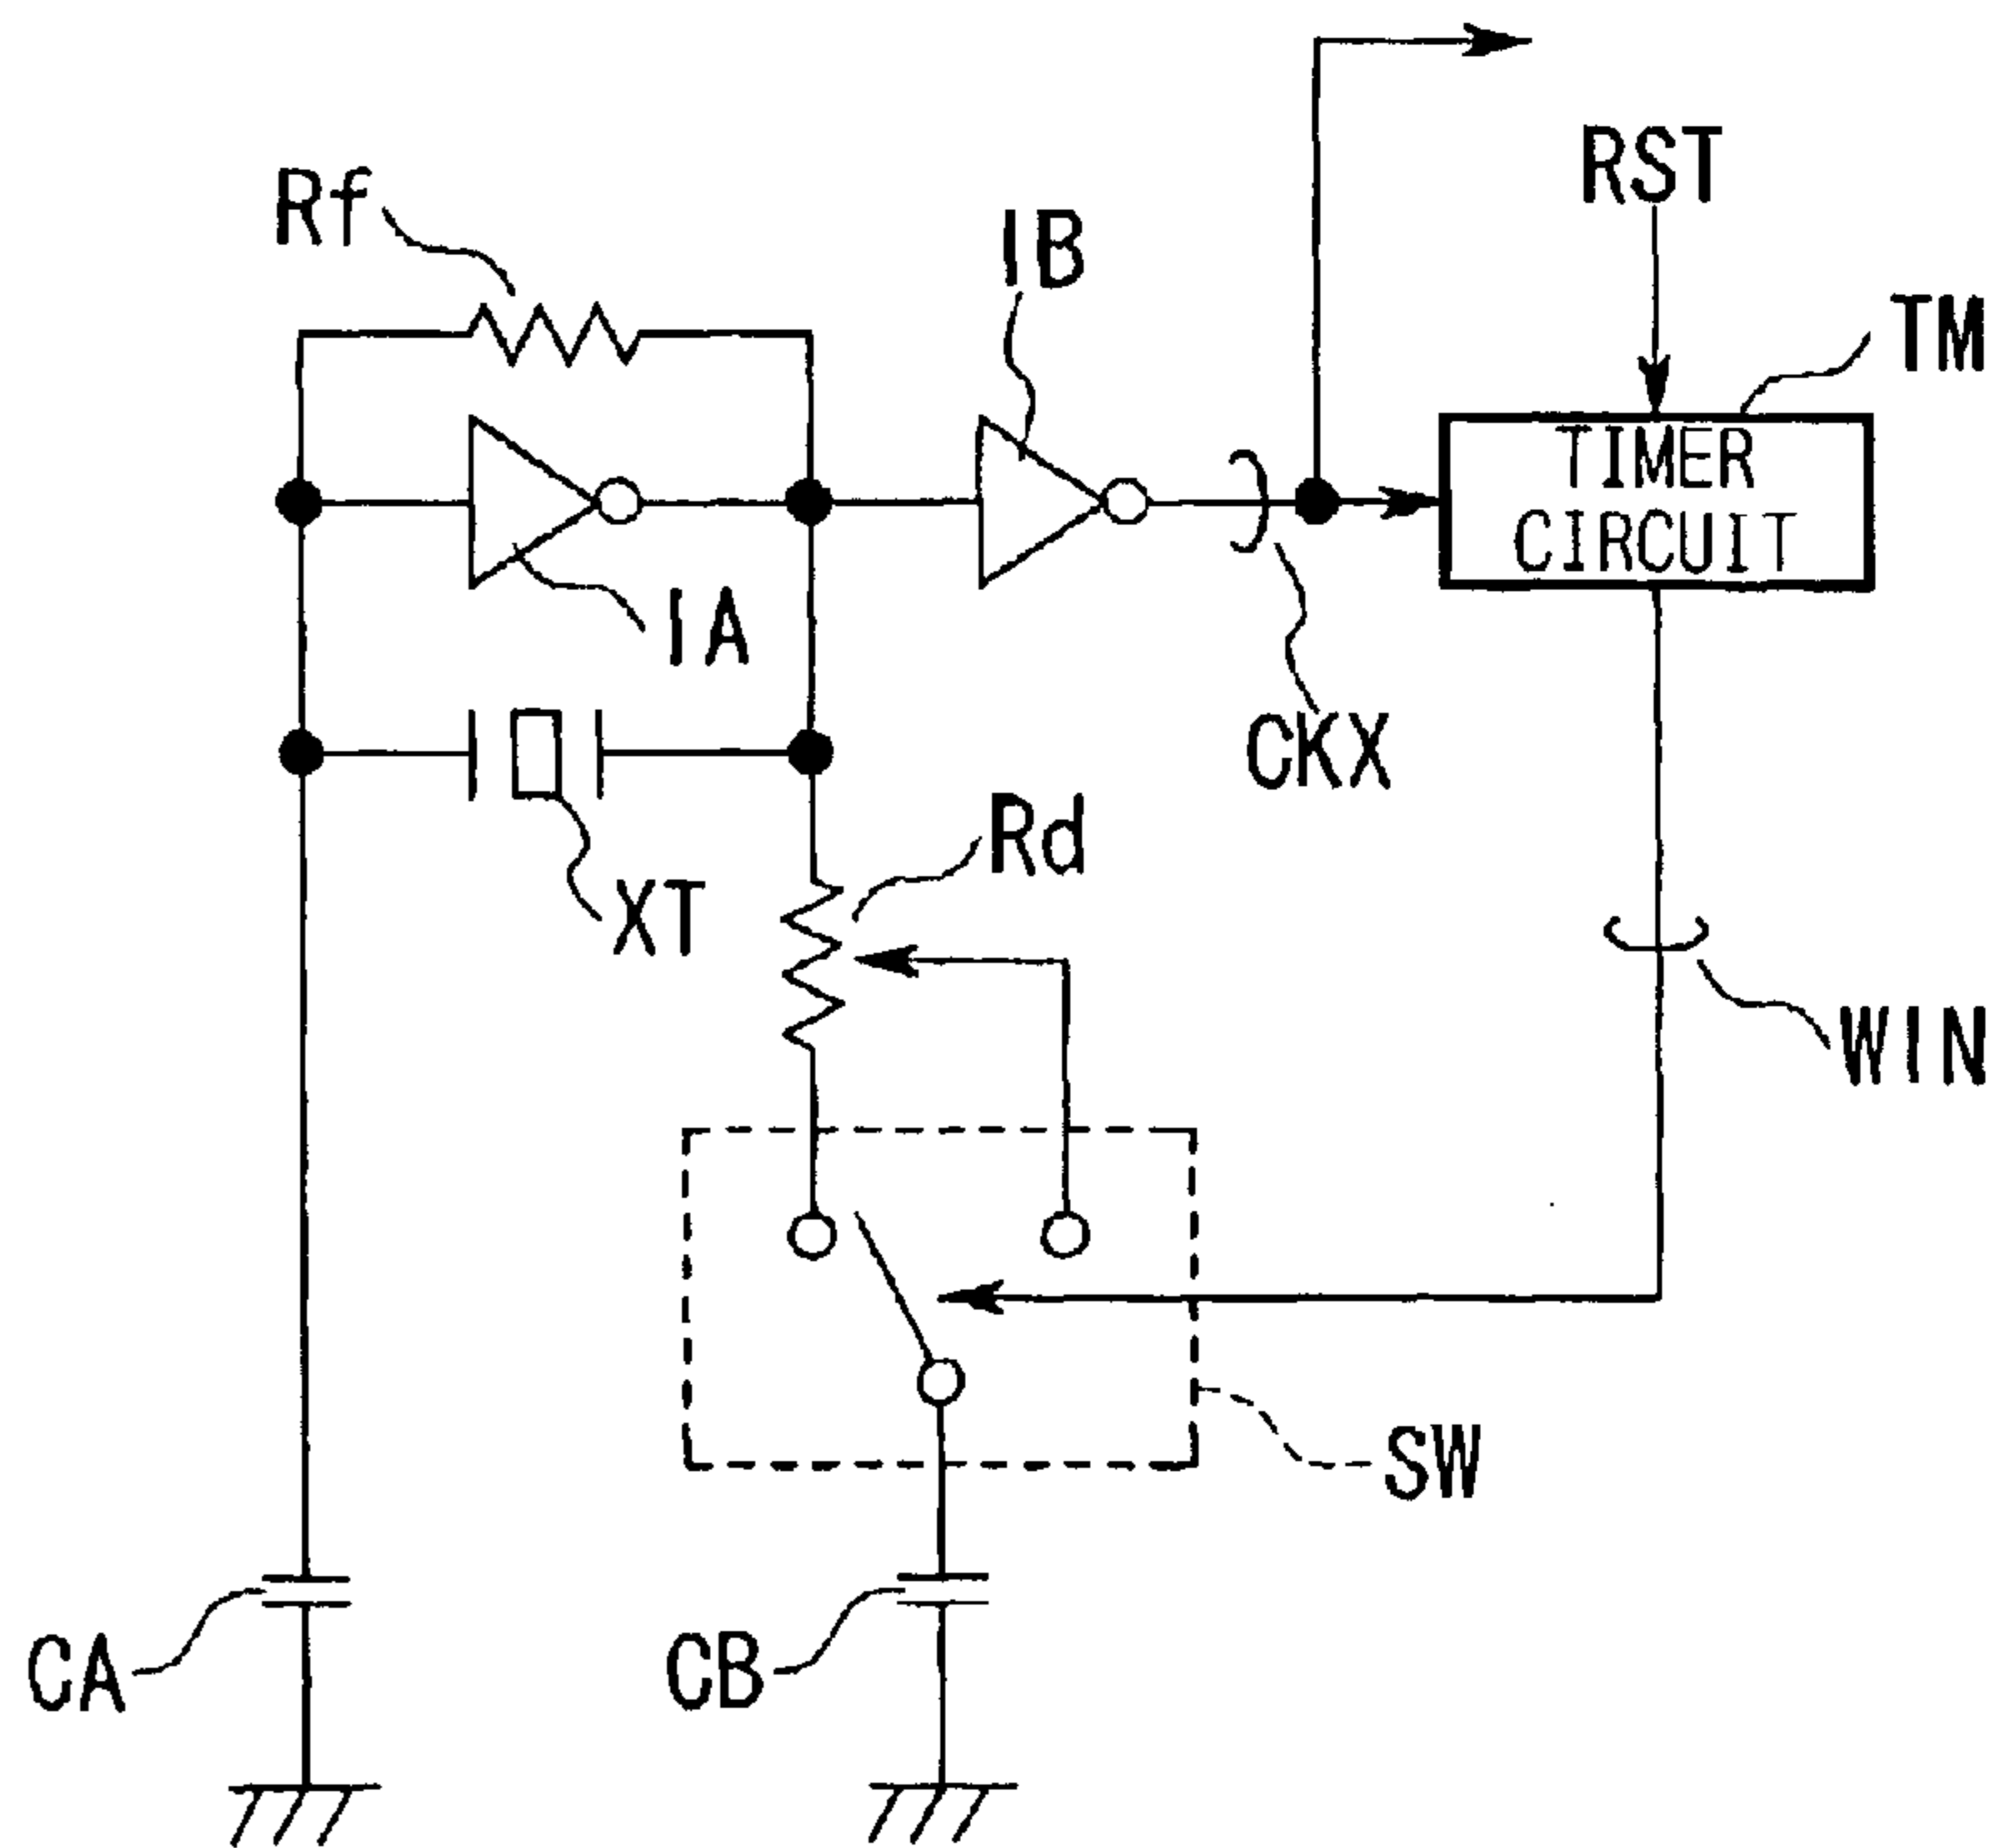 Rf
IB
RST
TM
TIMER
CIRCUIT
IA
CKX
XT
Rd
WIN
SW
CA
CB